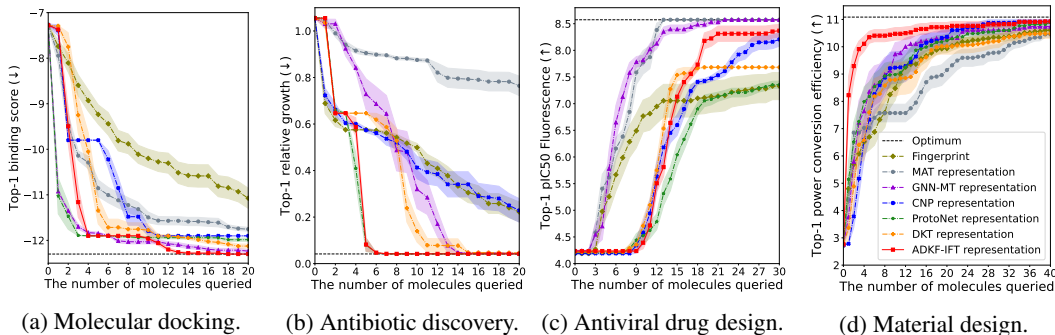 Top-1 binding score (↓)
−7
−8
−9
−10
−11
−12
0 2 4 6 8 10 12 14 16 18 20
The number of molecules queried
(a) Molecular docking.
Top-1 relative growth (↓)
1.0
0.8
0.6
0.4
0.2
0.0
0 2 4 6 8 10 12 14 16 18 20
The number of molecules queried
(b) Antibiotic discovery.
Top-1 pIC50 Fluorescence (↑)
8.5
8.0
7.5
7.0
6.5
6.0
5.5
5.0
4.5
4.0
0 3 6 9 12 15 18 21 24 27 30
The number of molecules queried
(c) Antiviral drug design.
Top-1 power conversion efficiency (↑)
11
10
9
8
7
6
5
4
3
2
0 4 8 12 16 20 24 28 32 36 40
The number of molecules queried
Optimum
Fingerprint
MAT representation
GNN-MT representation
CNP representation
ProtoNet representation
DKT representation
ADKF-IFT representation
(d) Material design.